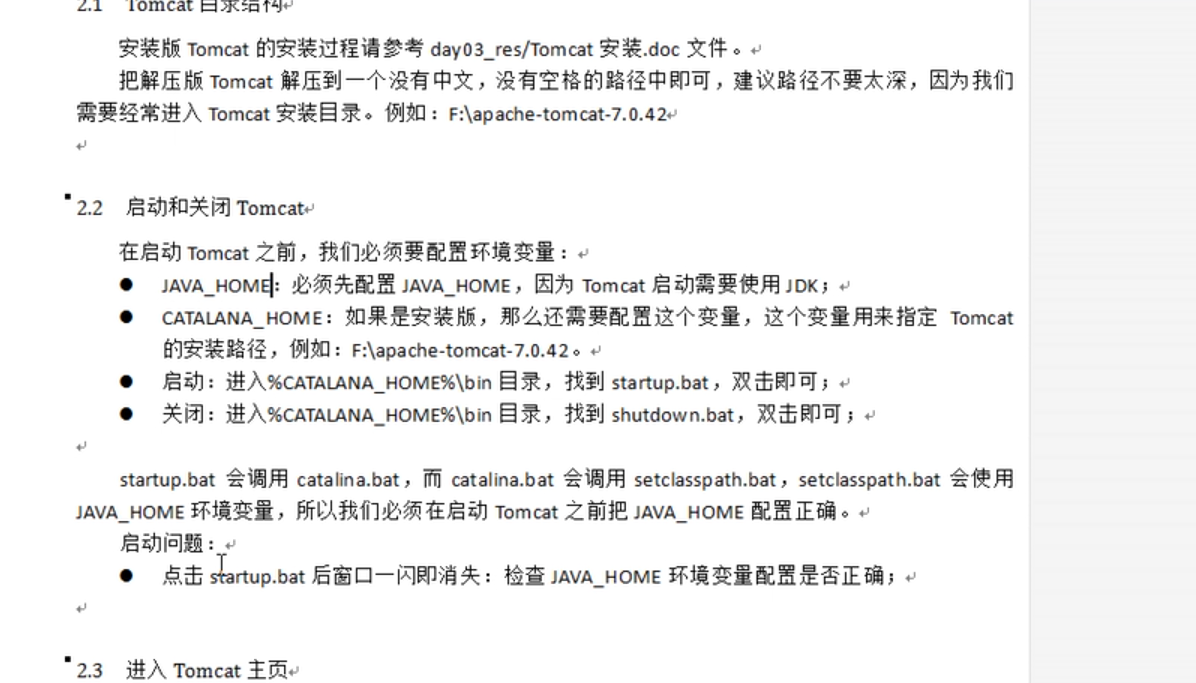 2.1 Tomcat 目录结构
安装版 Tomcat 的安装过程请参考 day03_res/Tomcat 安装.doc 文件。
把解压版 Tomcat 解压到一个没有中文，没有空格的路径中即可，建议路径不要太深，因为我们
需要经常进入 Tomcat 安装目录。例如：F:\apache-tomcat-7.0.42
2.2 启动和关闭 Tomcat
在启动 Tomcat 之前，我们必须要配置环境变量：
● JAVA_HOME：必须先配置 JAVA_HOME，因为 Tomcat 启动需要使用 JDK；
● CATALANA_HOME：如果是安装版，那么还需要配置这个变量，这个变量用来指定 Tomcat
的安装路径，例如：F:\apache-tomcat-7.0.42。
● 启动：进入%CATALANA_HOME%\bin 目录，找到 startup.bat，双击即可；
● 关闭：进入%CATALANA_HOME%\bin 目录，找到 shutdown.bat，双击即可；
startup.bat 会调用 catalina.bat，而 catalina.bat 会调用 setclasspath.bat，setclasspath.bat 会使用
JAVA_HOME 环境变量，所以我们必须在启动 Tomcat 之前把 JAVA_HOME 配置正确。
启动问题：
● 点击 startup.bat 后窗口一闪即消失：检查 JAVA_HOME 环境变量配置是否正确；
2.3 进入 Tomcat 主页